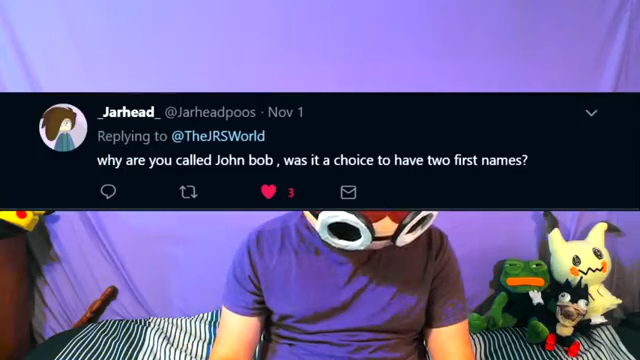 _Jarhead_ @Jarheadpoos · Nov 1
Replying to @TheJRSWorld
why are you called John bob , was it a choice to have two first names?
3